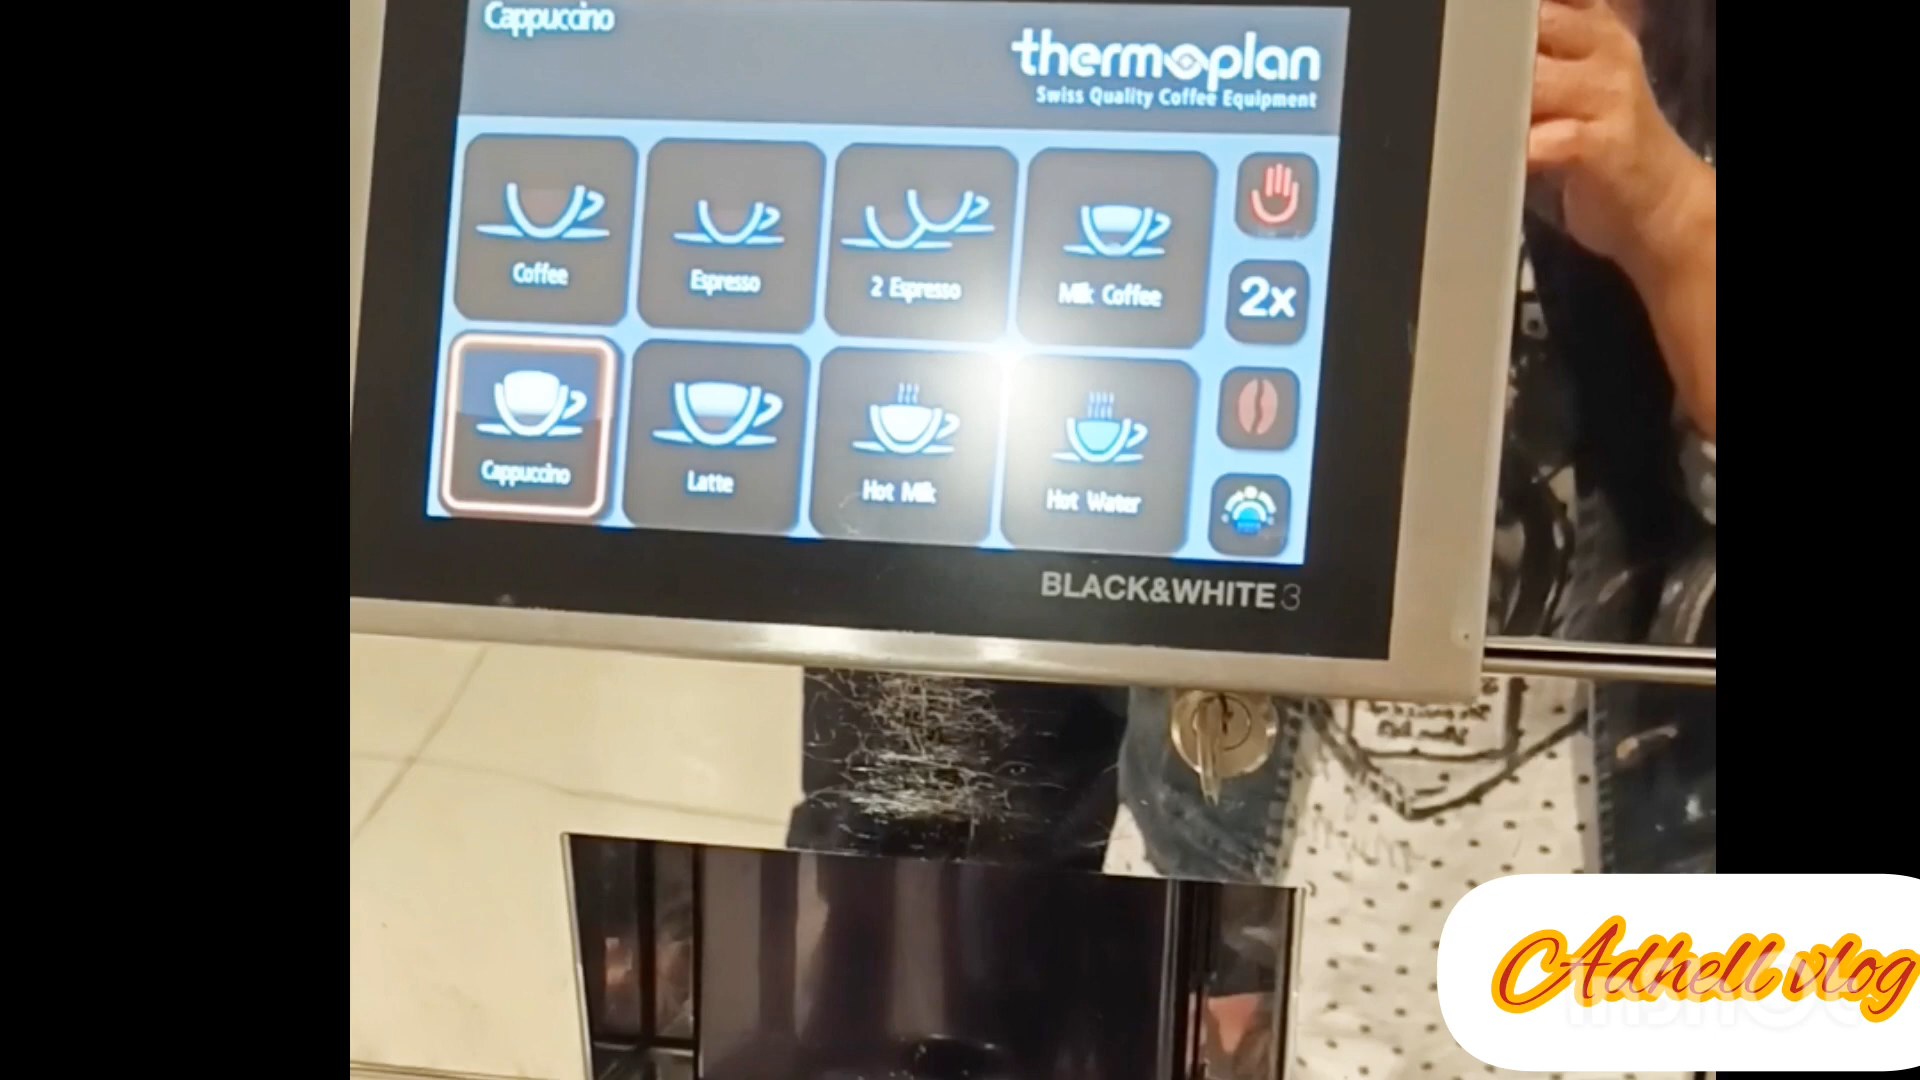 Cappuccino
thermoplan
Swiss Quality Coffee Equipment
Coffee
Espresso
2 Espresso
Milk Coffee
2x
Cappuccino
Latte
Hot Milk
Hot Water
BLACK&WHITE3
Adhell vlog
InShOt